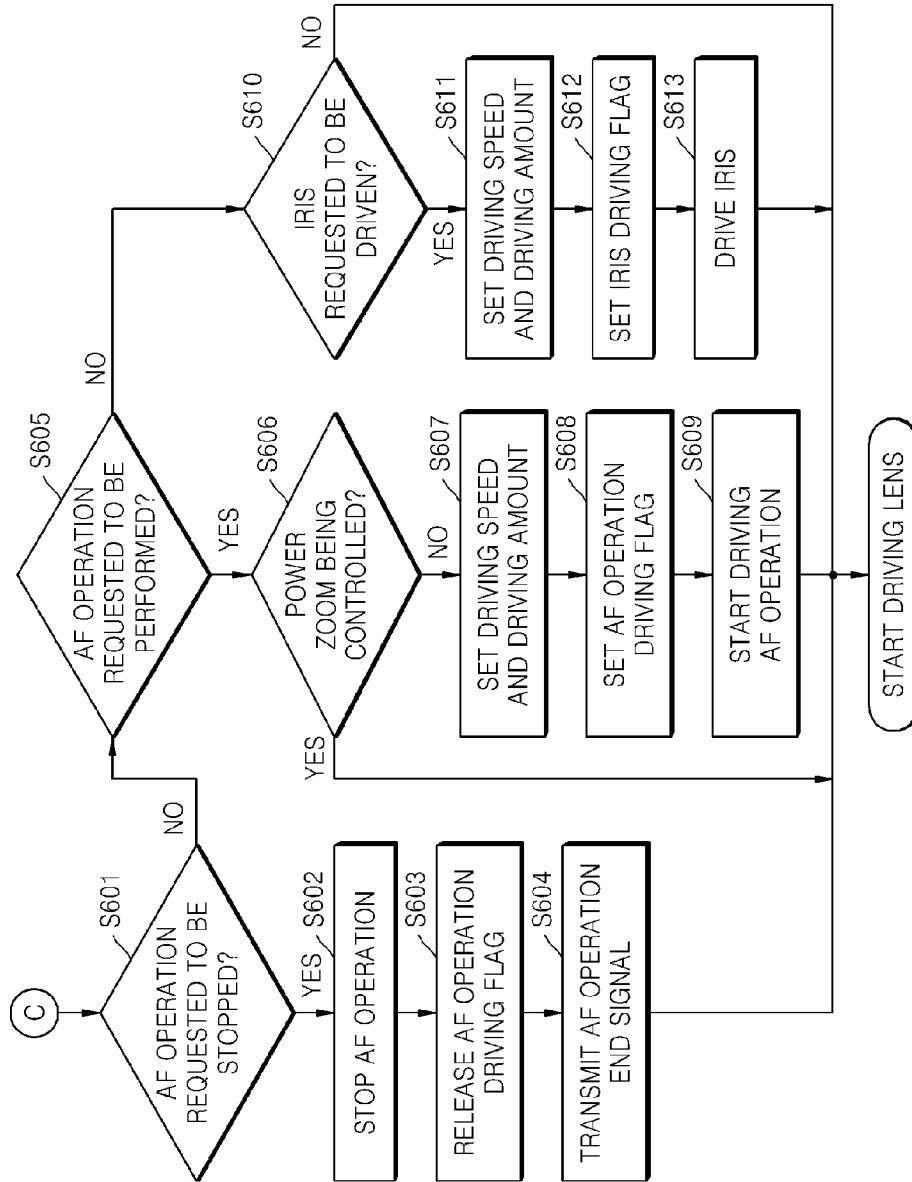 C
S601
AF OPERATION
REQUESTED TO BE
STOPPED?
NO
YES
S602
STOP AF OPERATION
S603
RELEASE AF OPERATION
DRIVING FLAG
S604
TRANSMIT AF OPERATION
END SIGNAL
S605
AF OPERATION
REQUESTED TO BE
PERFORMED?
NO
YES
S606
POWER
ZOOM BEING
CONTROLLED?
YES
NO
S607
SET DRIVING SPEED
AND DRIVING AMOUNT
S608
SET AF OPERATION
DRIVING FLAG
S609
START DRIVING
AF OPERATION
S610
IRIS
REQUESTED TO BE
DRIVEN?
NO
YES
S611
SET DRIVING SPEED
AND DRIVING AMOUNT
S612
SET IRIS DRIVING FLAG
S613
DRIVE IRIS
START DRIVING LENS